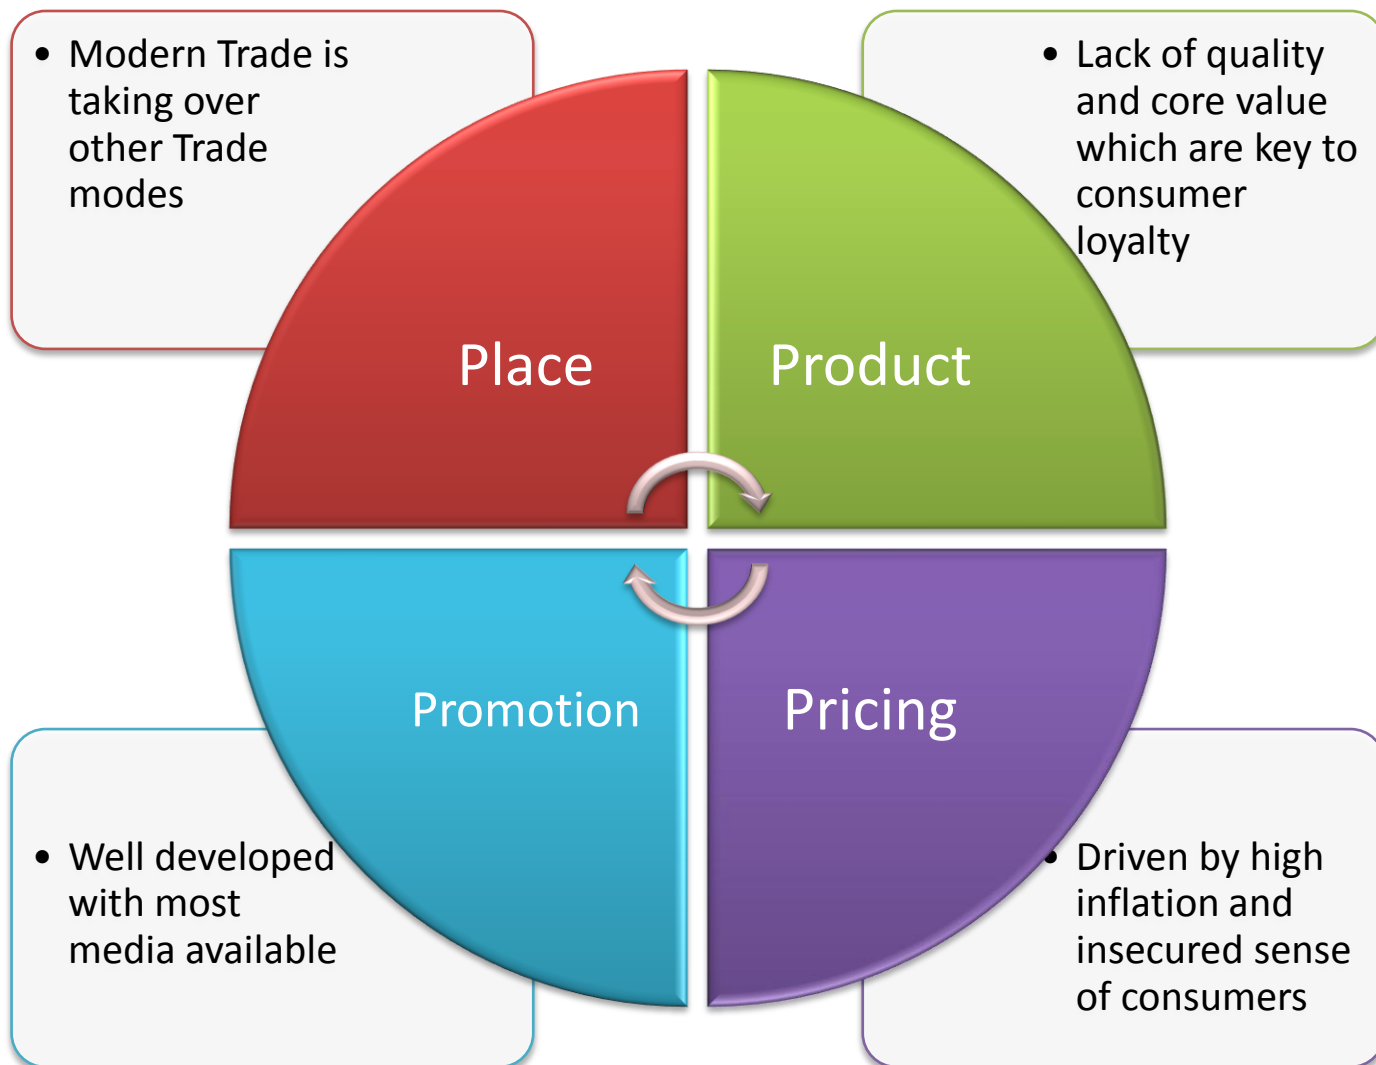 • Modern Trade is
taking over
other Trade
modes
• Lack of quality
and core value
which are key to
consumer
loyalty
Place
Product
Promotion
Pricing
• Well developed
with most
media available
• Driven by high
inflation and
insecured sense
of consumers